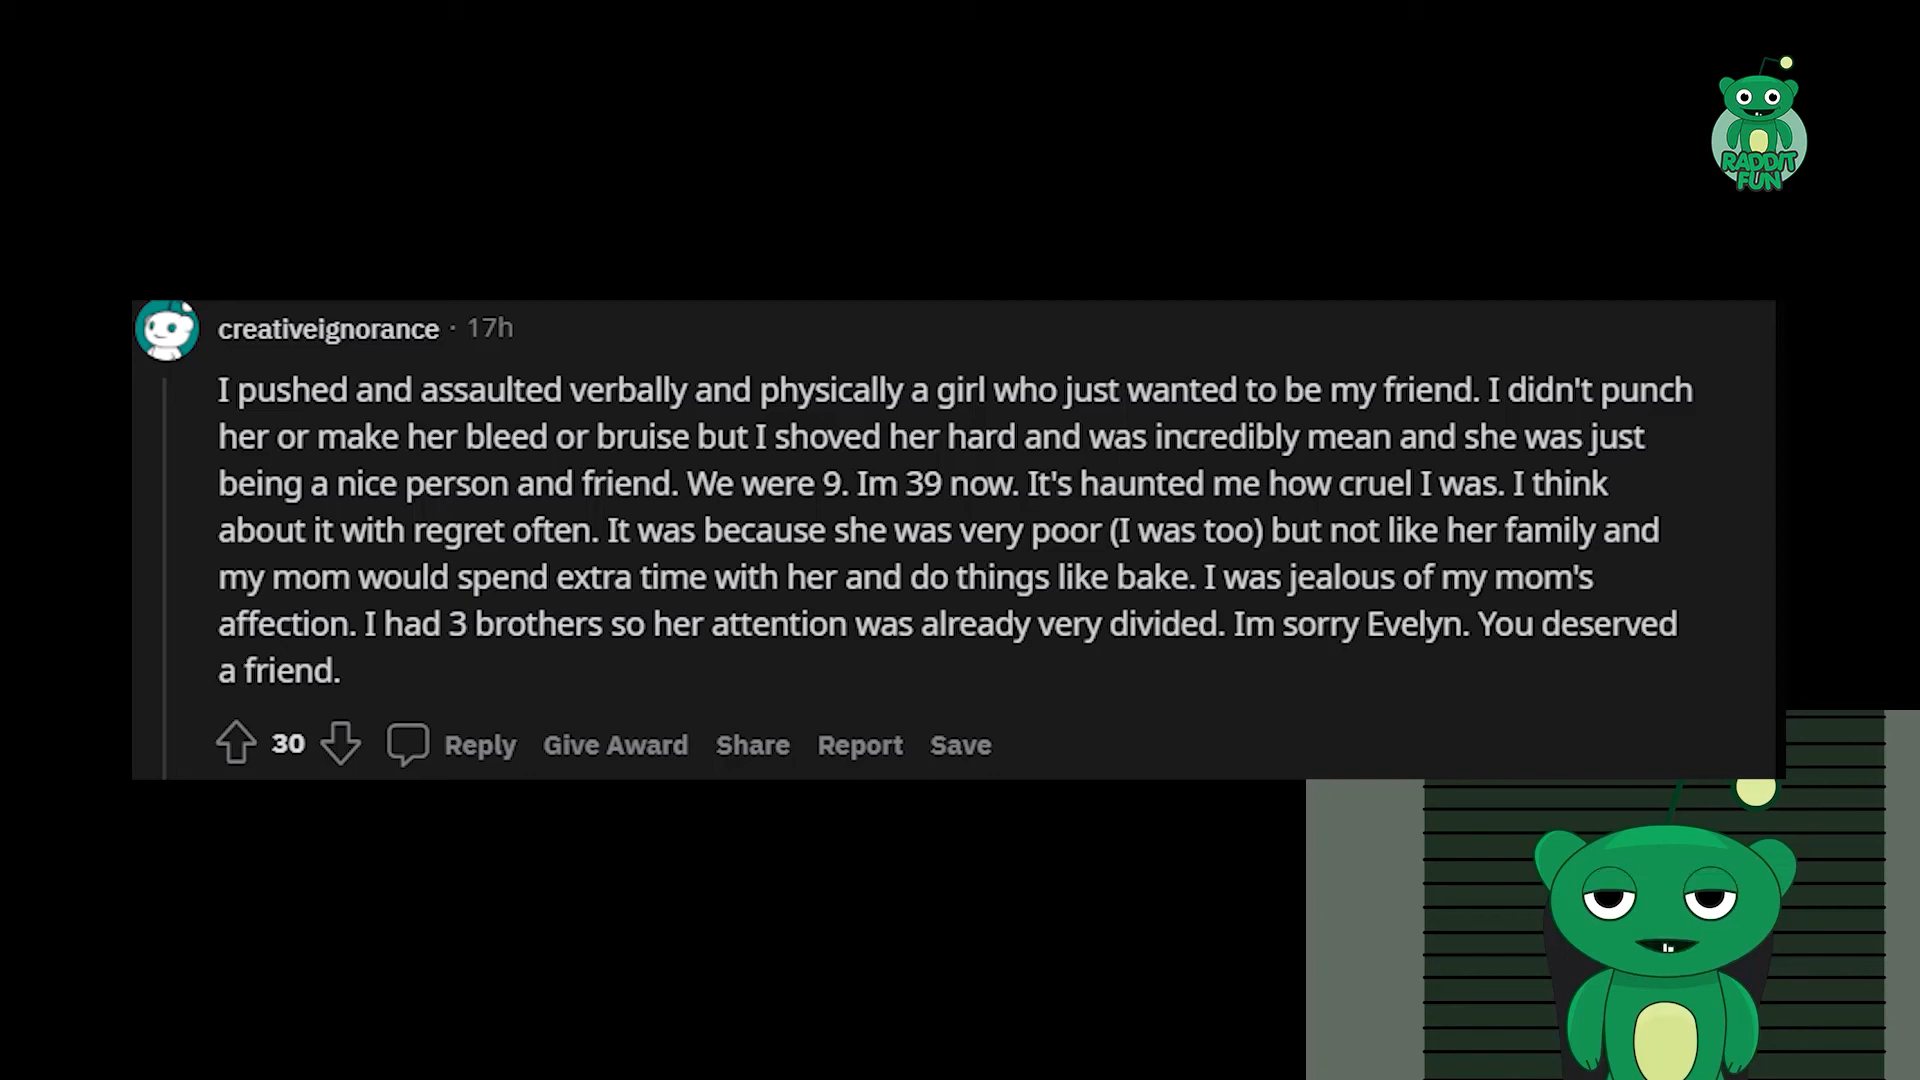 RADDIT
FUN
creativeignorance · 17h
I pushed and assaulted verbally and physically a girl who just wanted to be my friend. I didn't punch
her or make her bleed or bruise but I shoved her hard and was incredibly mean and she was just
being a nice person and friend. We were 9. Im 39 now. It's haunted me how cruel I was. I think
about it with regret often. It was because she was very poor (I was too) but not like her family and
my mom would spend extra time with her and do things like bake. I was jealous of my mom's
affection. I had 3 brothers so her attention was already very divided. Im sorry Evelyn. You deserved
a friend.
30 Reply Give Award Share Report Save